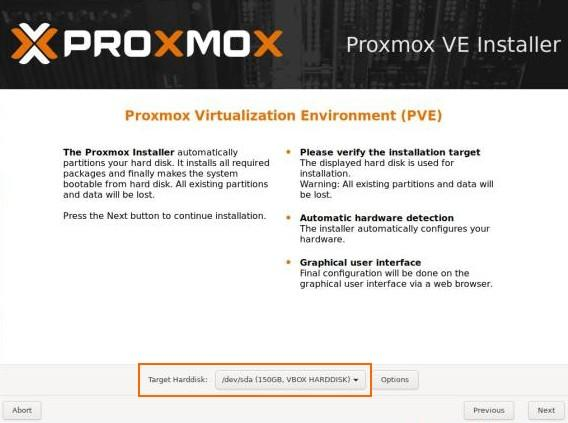 PROXMOX
Proxmox VE Installer
Proxmox Virtualization Environment (PVE)
The Proxmox Installer automatically
partitions your hard disk. It installs all required
packages and finally makes the system
bootable from hard disk. All existing partitions
and data will be lost.
Press the Next button to continue installation.
Please verify the installation target
The displayed hard disk is used for
installation.
Warning: All existing partitions and data will
be lost.
Automatic hardware detection
The installer automatically configures your
hardware.
Graphical user interface
Final configuration will be done on the
graphical user interface via a web browser.
Target Harddisk: /dev/sda (150GB, VBOX HARDDISK) Options
Abort Previous Next